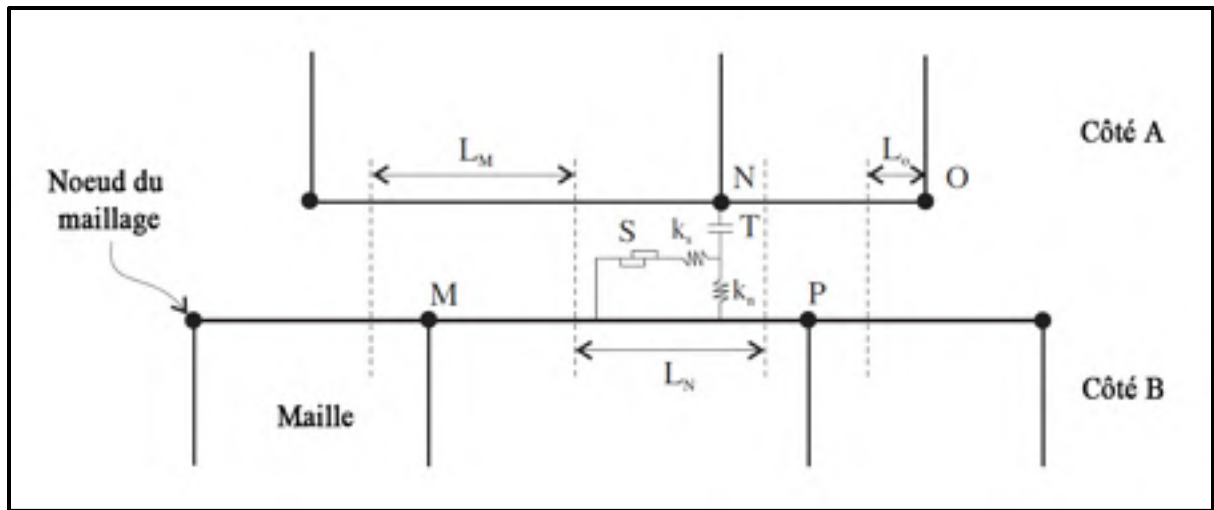 Côté A
L_M
L_o
Noeud du
maillage
N
O
S
k_s
T
k_n
M
P
L_N
Côté B
Maille